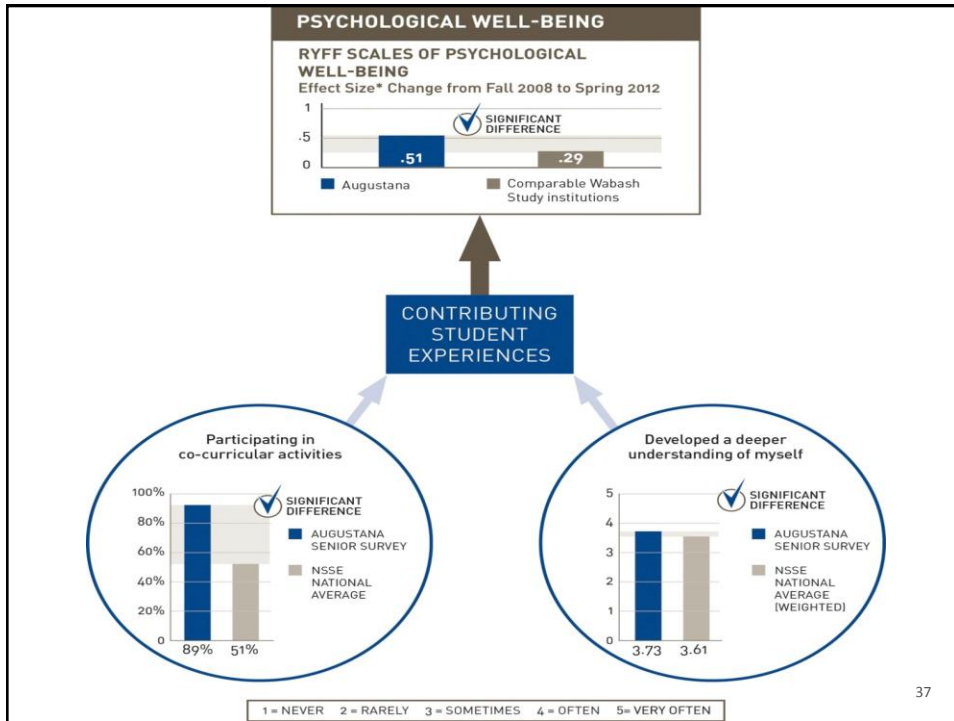 PSYCHOLOGICAL WELL-BEING
RYFF SCALES OF PSYCHOLOGICAL
WELL-BEING
Effect Size* Change from Fall 2008 to Spring 2012
1
.5
0
SIGNIFICANT
DIFFERENCE
.51
.29
Augustana
Comparable Wabash
Study institutions
CONTRIBUTING
STUDENT
EXPERIENCES
Participating in
co-curricular activities
100%
80%
60%
40%
20%
0
SIGNIFICANT
DIFFERENCE
AUGUSTANA
SENIOR SURVEY
NSSE
NATIONAL
AVERAGE
89%
51%
Developed a deeper
understanding of myself
5
4
3
2
1
0
SIGNIFICANT
DIFFERENCE
AUGUSTANA
SENIOR SURVEY
NSSE
NATIONAL
AVERAGE
(WEIGHTED)
3.73
3.61
1 = NEVER 2 = RARELY 3 = SOMETIMES 4 = OFTEN 5= VERY OFTEN
37